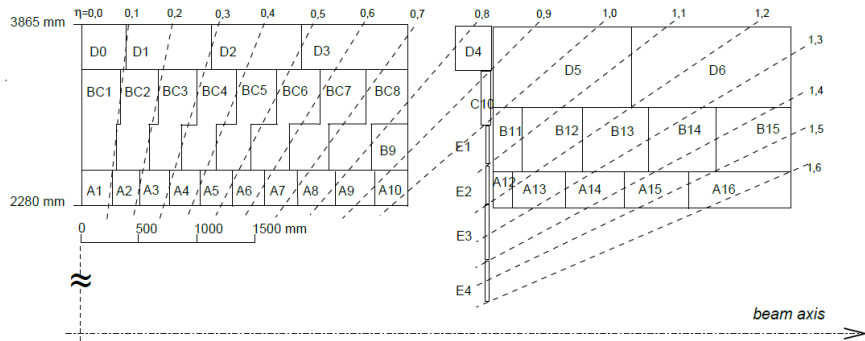 3865 mm η=0,0 0,1 0,2 0,3 0,4 0,5 0,6 0,7 0,8 0,9 1,0 1,1 1,2
D0 D1 D2 D3 D4 D5 D6 1,3
BC1 BC2 BC3 BC4 BC5 BC6 BC7 BC8 C10 1,4
B9 E1 B11 B12 B13 B14 B15 1,5
A1 A2 A3 A4 A5 A6 A7 A8 A9 A10 E2 A12 A13 A14 A15 A16 1,6
2280 mm
0 500 1000 1500 mm
E3
E4
≈
beam axis